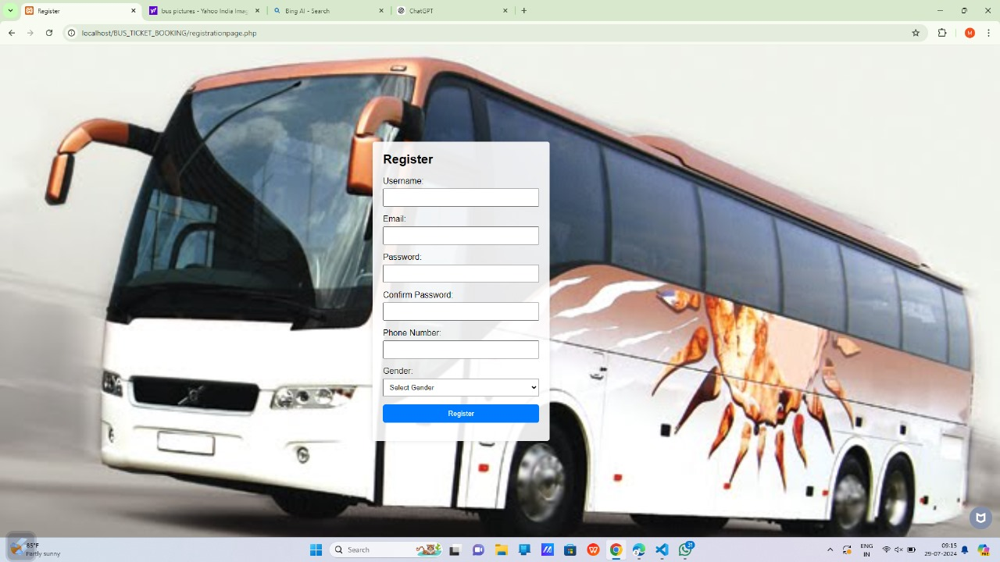 Register
bus pictures - Yahoo India Imag
Bing AI - Search
ChatGPT
localhost/BUS_TICKET_BOOKING/registrationpage.php
M
Register
Username:
Email:
Password:
Confirm Password:
Phone Number:
Gender:
Select Gender
Register
85°F
Partly sunny
Search
31
ENG
IN
09:15
29-07-2024